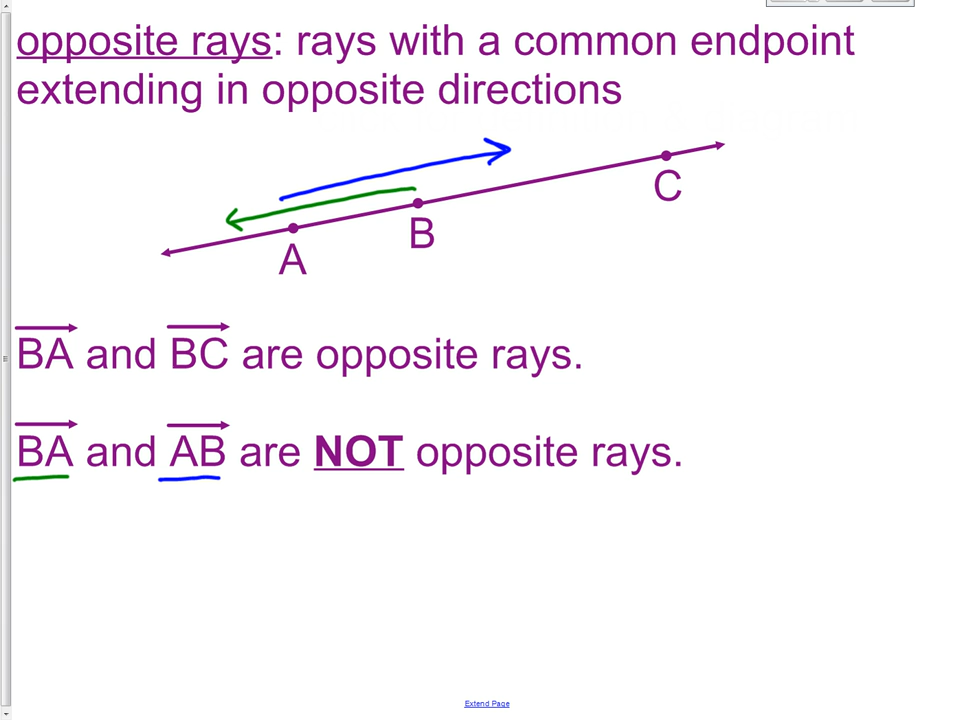 opposite rays: rays with a common endpoint
extending in opposite directions
C
B
A
BA and BC are opposite rays.
BA and AB are NOT opposite rays.
Extend Page